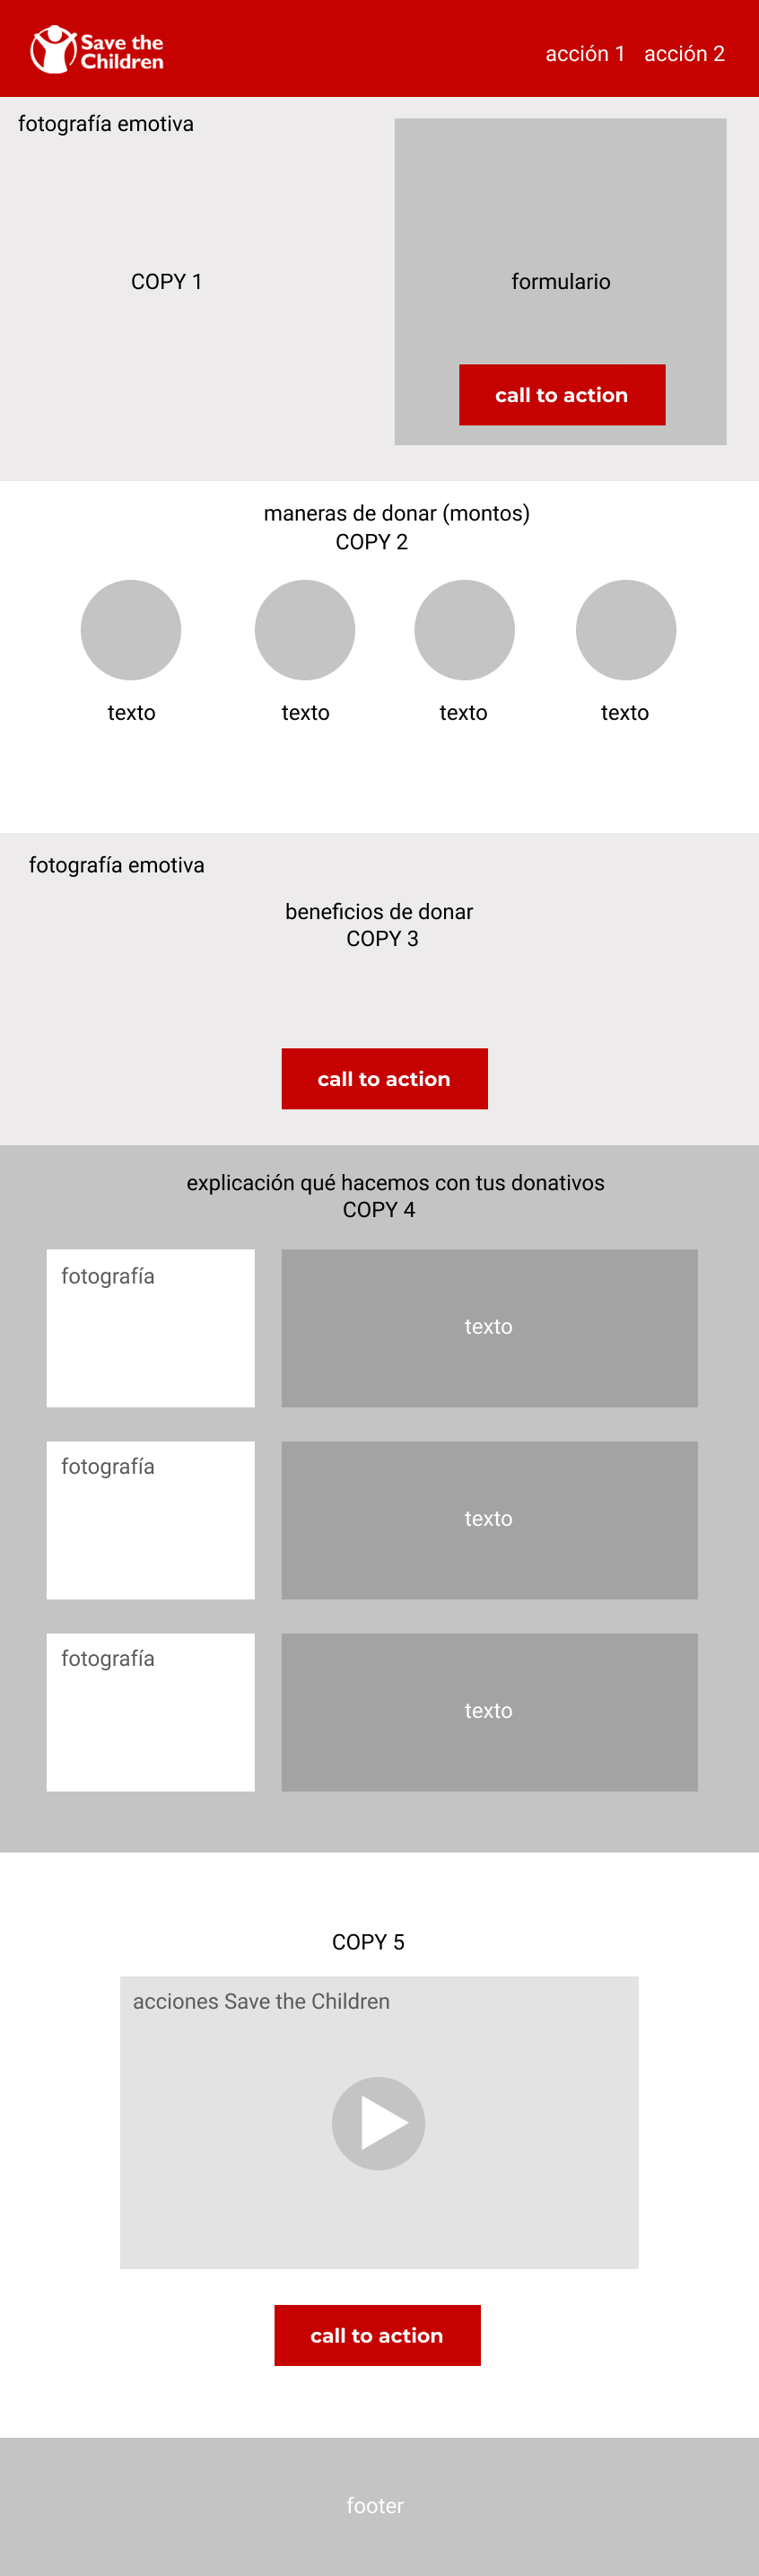 Save the
Children
acción 1 acción 2
fotografía emotiva
COPY 1
formulario
call to action
maneras de donar (montos)
COPY 2
texto texto texto texto
fotografía emotiva
beneficios de donar
COPY 3
call to action
explicación qué hacemos con tus donativos
COPY 4
fotografía
texto
fotografía
texto
fotografía
texto
COPY 5
acciones Save the Children
call to action
footer